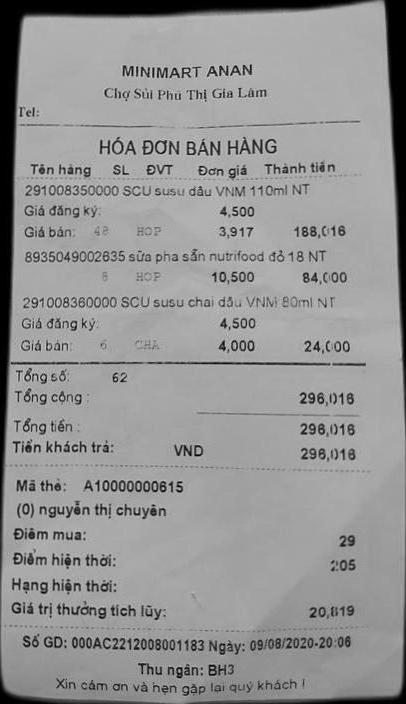 MINIMART ANAN
Chợ Sủi Phú Thị Gia Lâm
Tel:
HÓA ĐƠN BÁN HÀNG
Tên hàng SL ĐVT Đơn giá Thành tiền
291008350000 SCU susu dâu VNM 110ml NT
Giá đăng ký: 4,500
Giá bán: 48 HOP 3,917 188,016
8935049002635 sữa pha sẵn nutrifood đỏ 18 NT
8 HOP 10,500 84,000
291008360000 SCU susu chai dâu VNM 80ml NT
Giá đăng ký: 4,500
Giá bán: 6 CHA 4,000 24,000
Tổng số: 62
Tổng cộng : 296,016
Tổng tiền : 296,016
Tiền khách trả: VND 296,016
Mã thẻ: A10000000615
(0) nguyễn thị chuyên
Điểm mua: 29
Điểm hiện thời: 205
Hạng hiện thời:
Giá trị thưởng tích lũy: 20,819
Số GD: 000AC2212008001183 Ngày: 09/08/2020-20:06
Thu ngân: BH3
Xin cảm ơn và hẹn gặp lại quý khách !